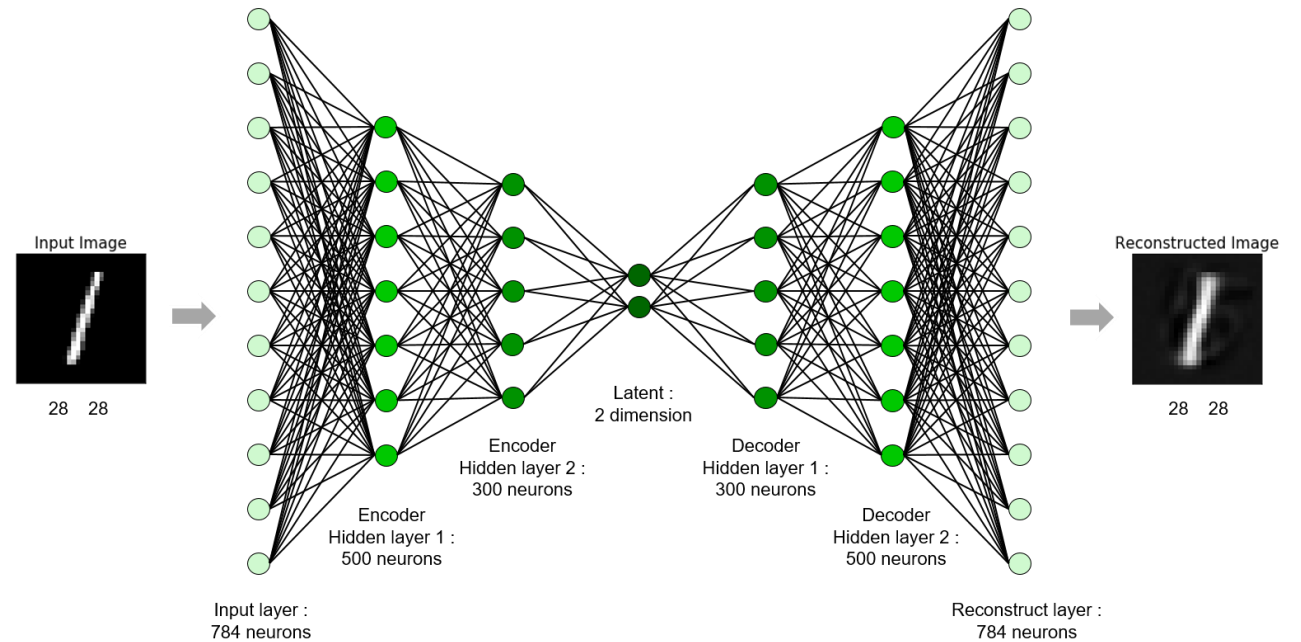 Input Image
28 28
Input layer :
784 neurons
Encoder
Hidden layer 1 :
500 neurons
Encoder
Hidden layer 2 :
300 neurons
Latent :
2 dimension
Decoder
Hidden layer 1 :
300 neurons
Decoder
Hidden layer 2 :
500 neurons
Reconstruct layer :
784 neurons
Reconstructed Image
28 28